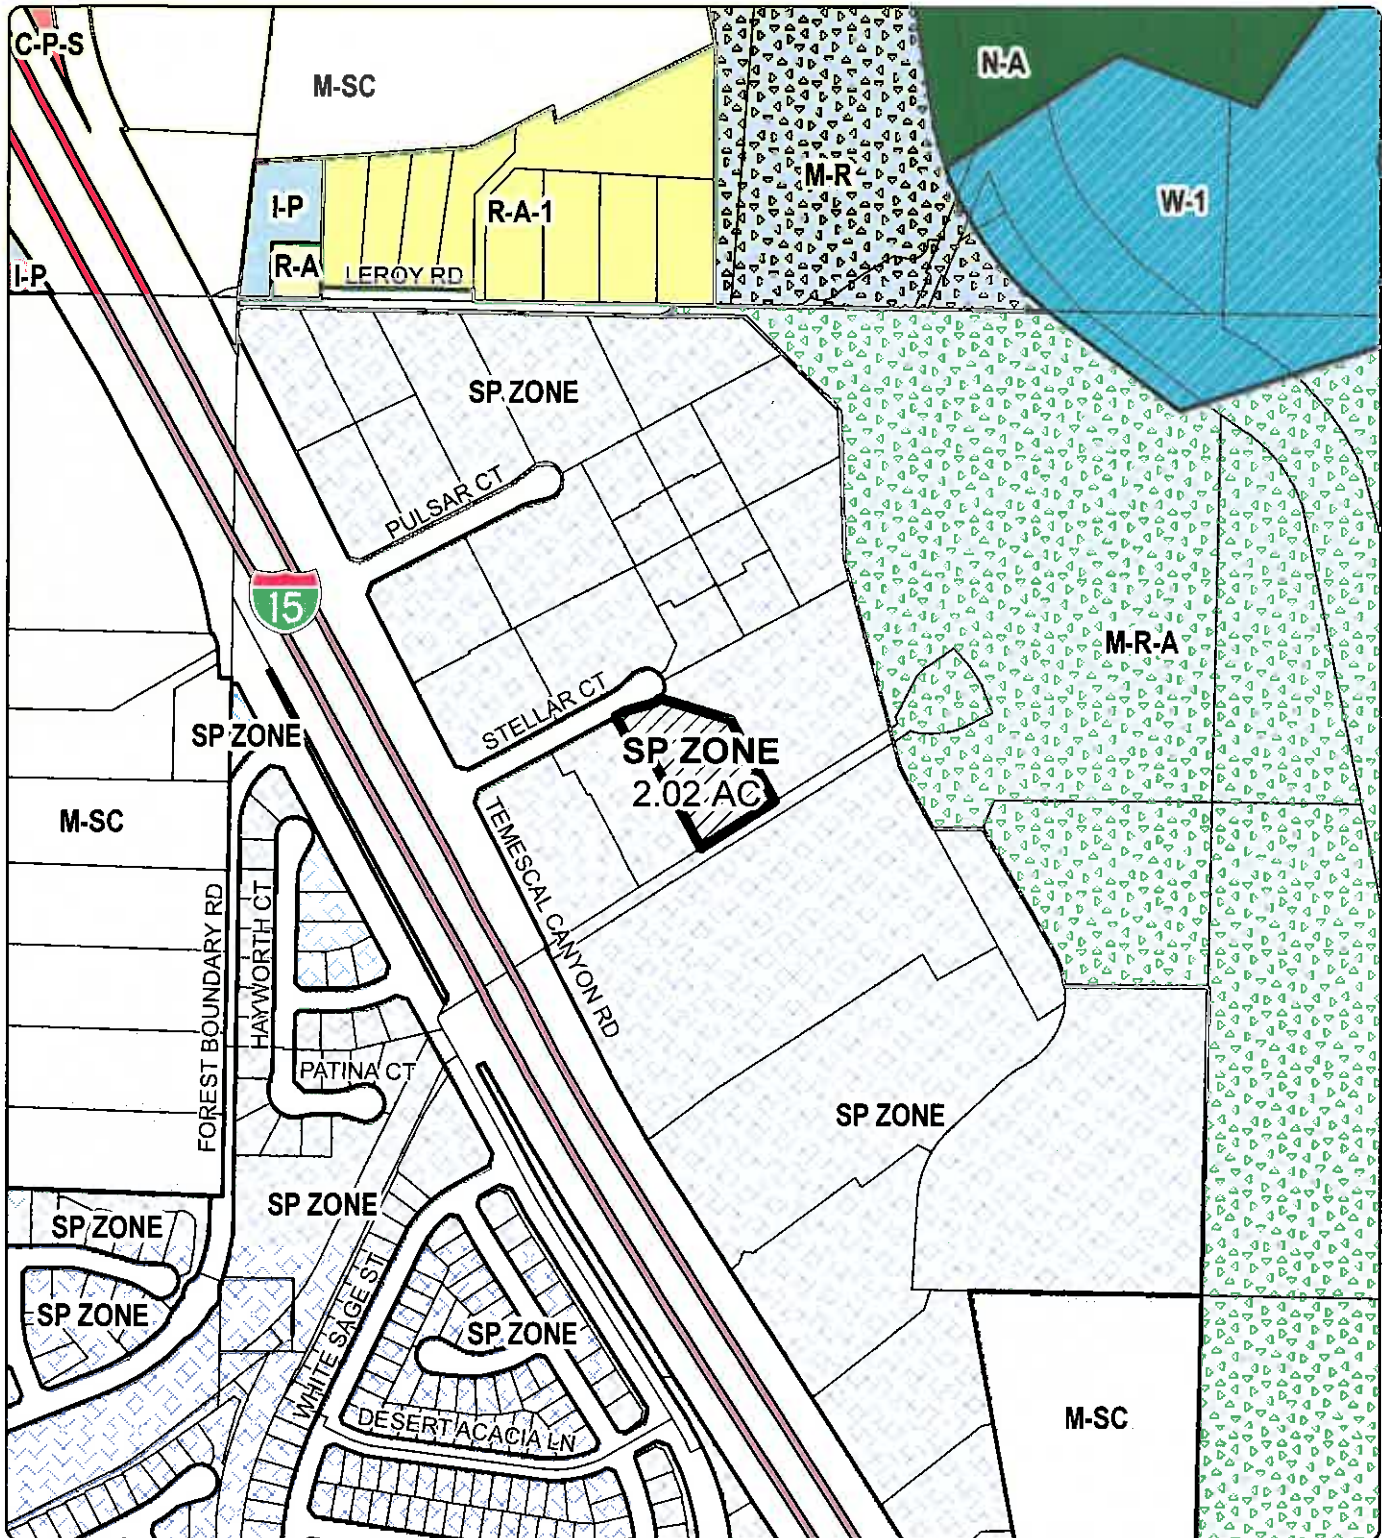 C-P-S
M-SC
N-A
M-R
W-1
I-P
R-A-1
R-A
LEROY RD
I-P
SP ZONE
PULSAR CT
15
M-R-A
STELLAR CT
SP ZONE
SP ZONE
2.02 AC
M-SC
TEMESCAL CANYON RD
FOREST BOUNDARY RD
HAYWORTH CT
PATINA CT
SP ZONE
SP ZONE
SP ZONE
SP ZONE
WHITE SAGE ST
SP ZONE
DESERT ACACIA LN
M-SC